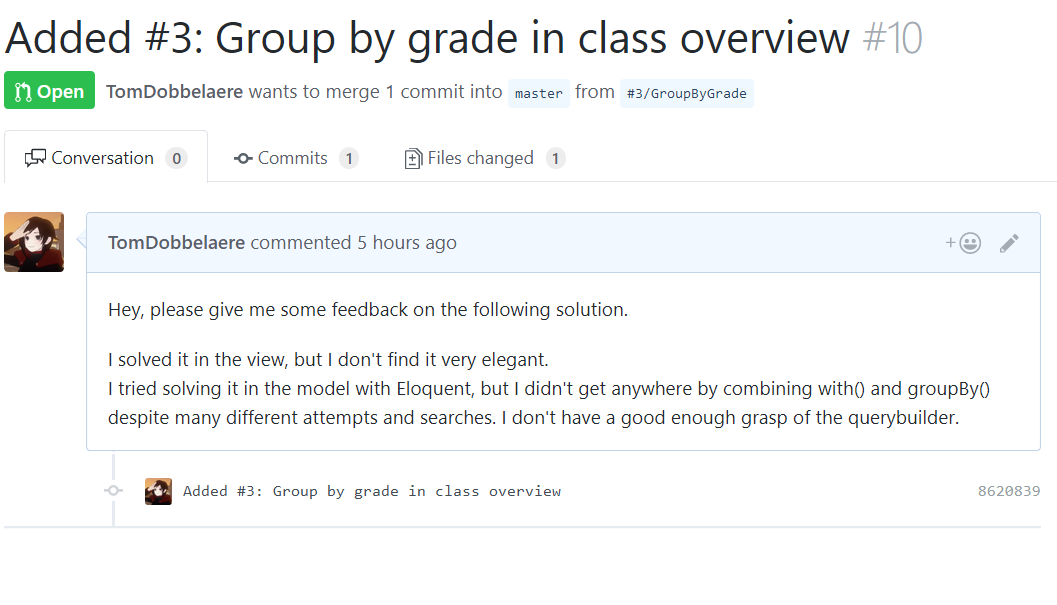 Added #3: Group by grade in class overview #10
Open TomDobbelaere wants to merge 1 commit into master from #3/GroupByGrade
Conversation 0 Commits 1 Files changed 1
TomDobbelaere commented 5 hours ago
Hey, please give me some feedback on the following solution.
I solved it in the view, but I don't find it very elegant.
I tried solving it in the model with Eloquent, but I didn't get anywhere by combining with() and groupBy()
despite many different attempts and searches. I don't have a good enough grasp of the querybuilder.
Added #3: Group by grade in class overview 8620839